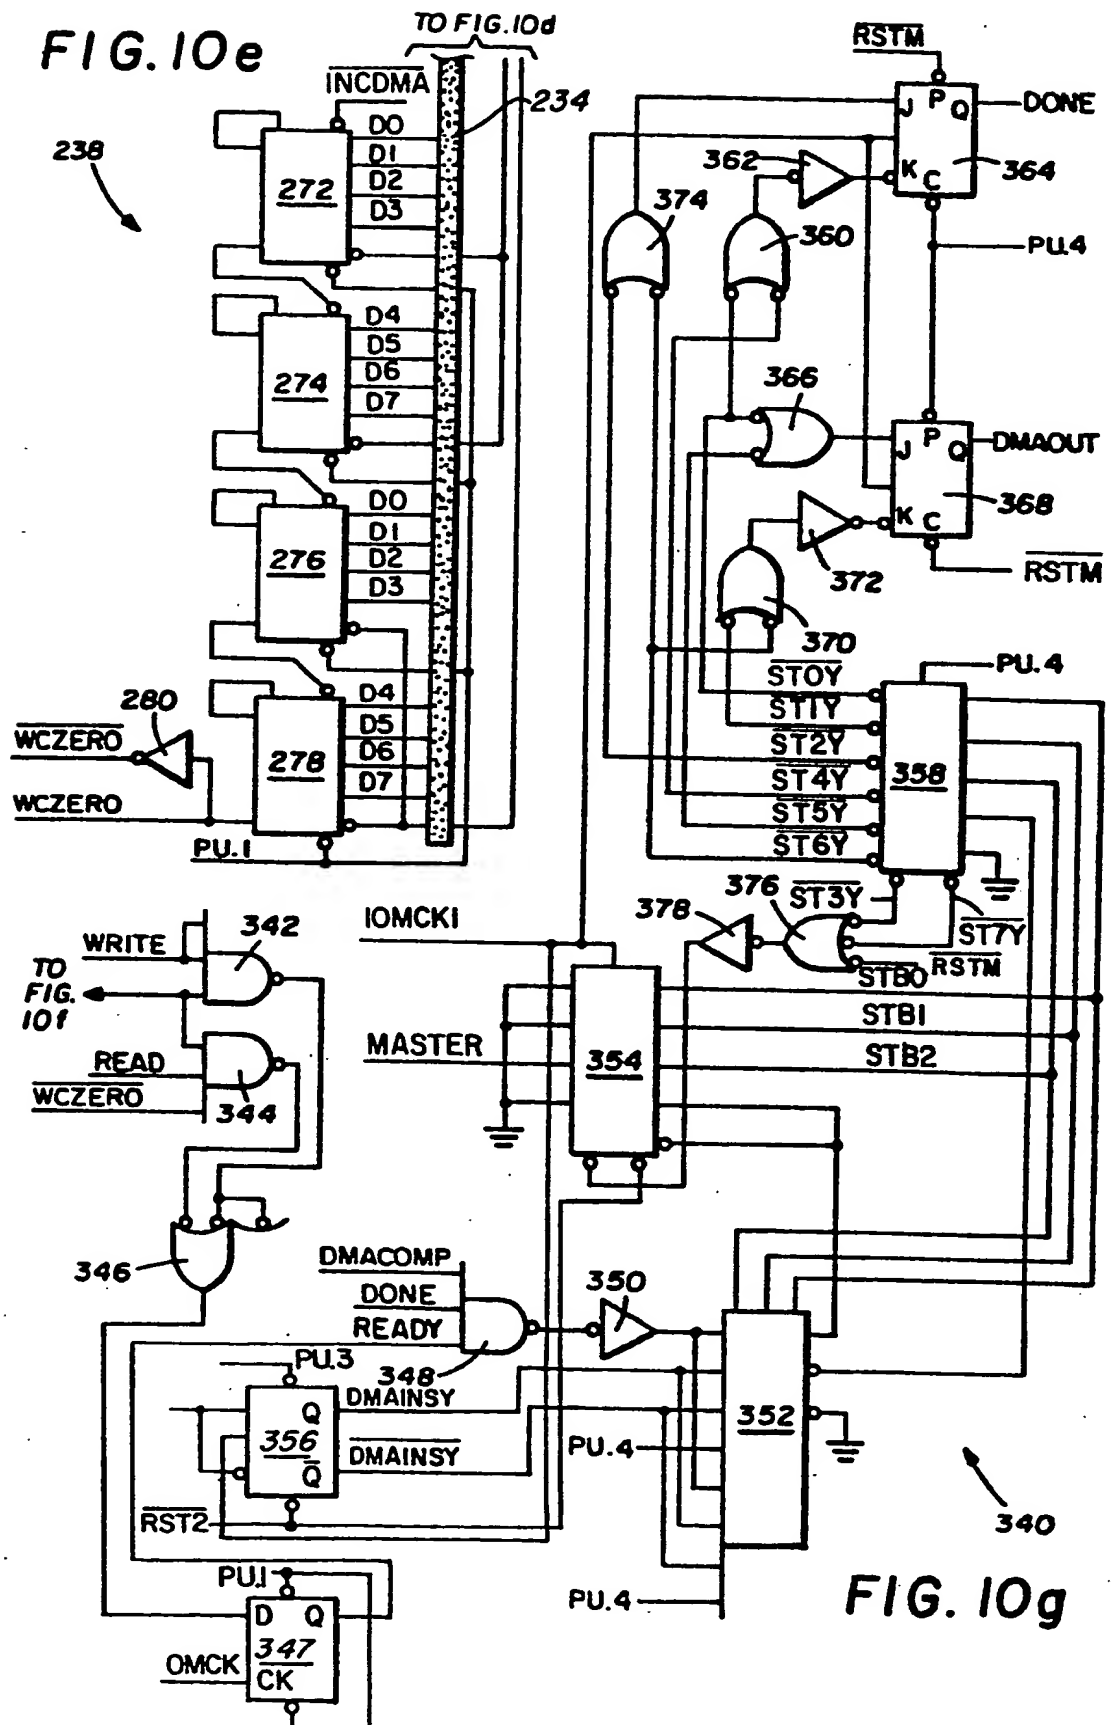 FIG. 10e
TO FIG. 10d
INCDMA
234
238
272
D0
D1
D2
D3
274
D4
D5
D6
D7
276
D0
D1
D2
D3
278
D4
D5
D6
D7
280
WCZERO
WCZERO
PU.1
RSTM
J P Q
DONE
K C
364
362
374
360
PU.4
366
J P Q
DMAOUT
K C
368
372
RSTM
370
PU.4
ST0Y
ST1Y
ST2Y
ST4Y
ST5Y
ST6Y
358
ST3Y
376
378
ST7Y
RSTM
IOMCK1
STB0
STB1
STB2
MASTER
354
WRITE
342
TO
FIG.
10f
READ
WCZERO
344
346
DMACOMP
DONE
READY
348
350
PU.3
DMAINSY
Q
356
Q
DMAINSY
RST2
352
PU.4
PU.4
340
PU.1
D Q
347
CK
OMCK
FIG. 10g